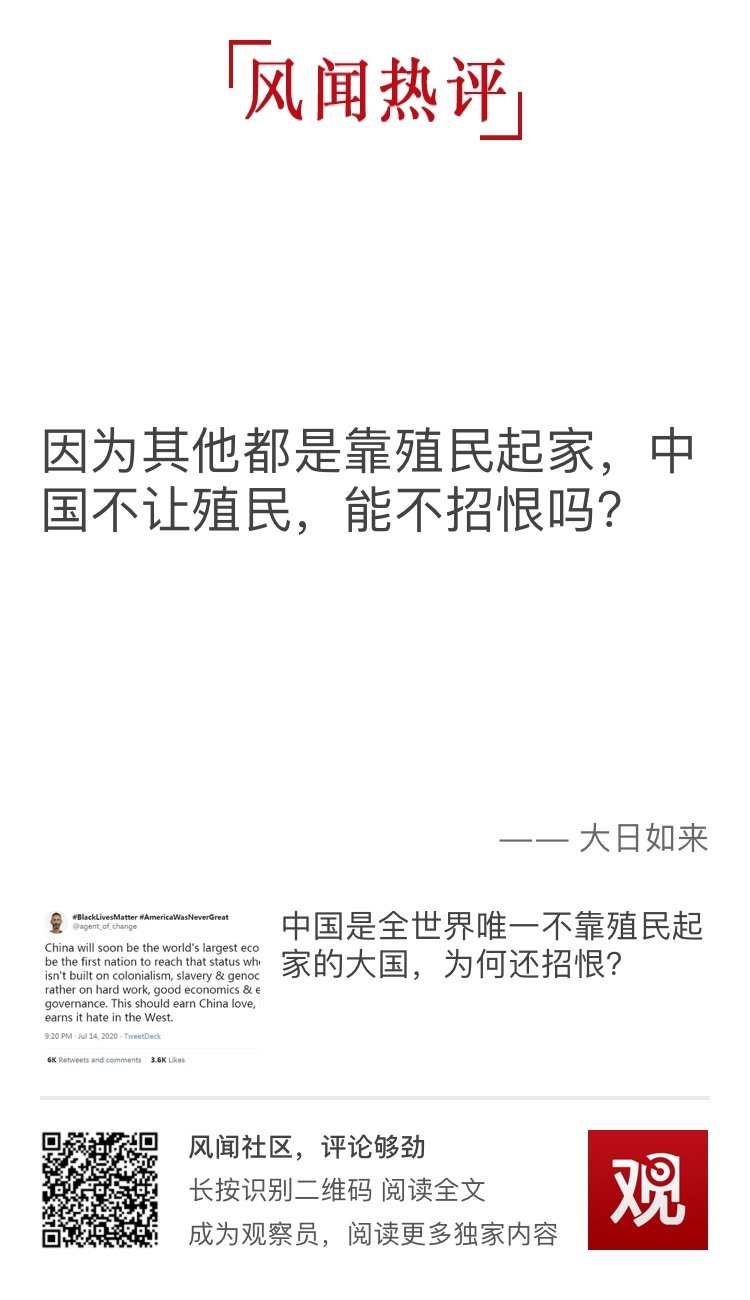 风闻热评
因为其他都是靠殖民起家，中
国不让殖民，能不招恨吗？
—— 大日如来
#BlackLivesMatter #AmericaWasNeverGreat
@agent_of_change
China will soon be the world's largest eco
be the first nation to reach that status wh
isn't built on colonialism, slavery & genoc
rather on hard work, good economics & e
governance. This should earn China love,
earns it hate in the West.
9:20 PM · Jul 14, 2020 · TweetDeck
6K Retweets and comments 3.6K Likes
中国是全世界唯一不靠殖民起
家的大国，为何还招恨？
风闻社区，评论够劲
长按识别二维码 阅读全文
成为观察员，阅读更多独家内容
观